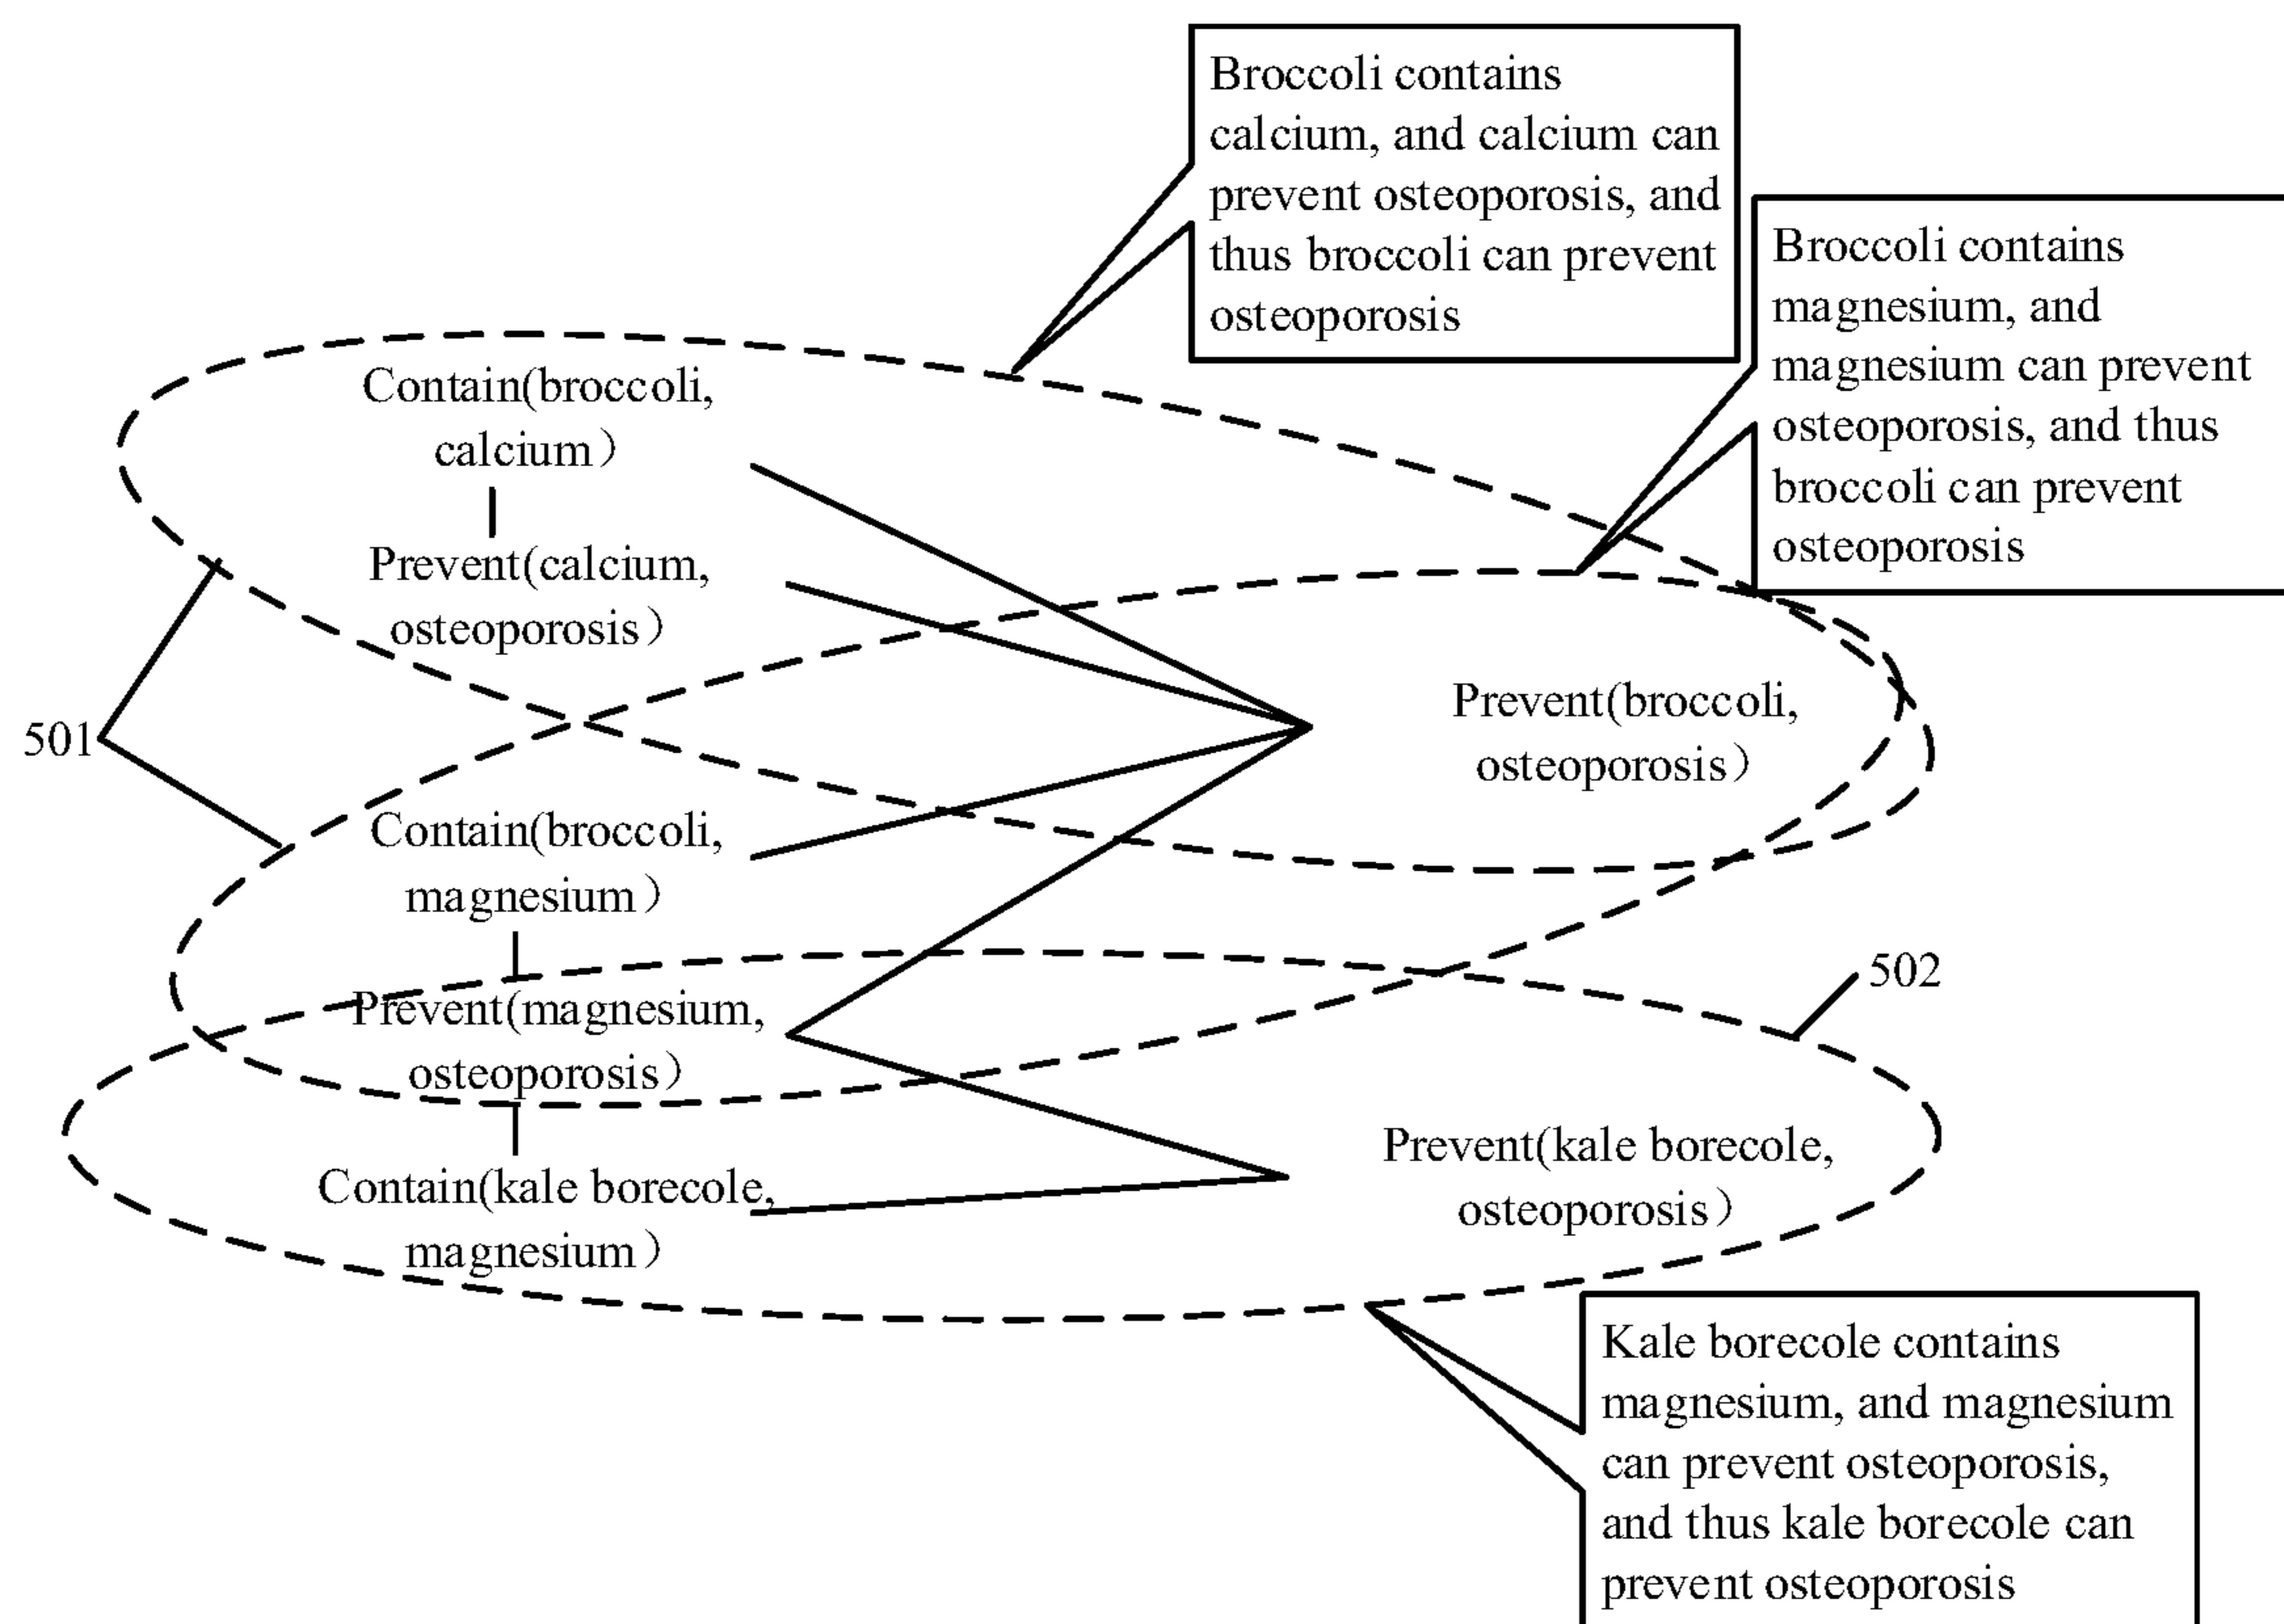 Broccoli contains
calcium, and calcium can
prevent osteoporosis, and
thus broccoli can prevent
osteoporosis
Broccoli contains
magnesium, and
magnesium can prevent
osteoporosis, and thus
broccoli can prevent
osteoporosis
Contain(broccoli,
calcium）
Prevent(calcium,
osteoporosis）
501
Prevent(broccoli,
osteoporosis）
Contain(broccoli,
magnesium）
502
Prevent(magnesium,
osteoporosis）
Prevent(kale borecole,
osteoporosis）
Contain(kale borecole,
magnesium）
Kale borecole contains
magnesium, and magnesium
can prevent osteoporosis,
and thus kale borecole can
prevent osteoporosis